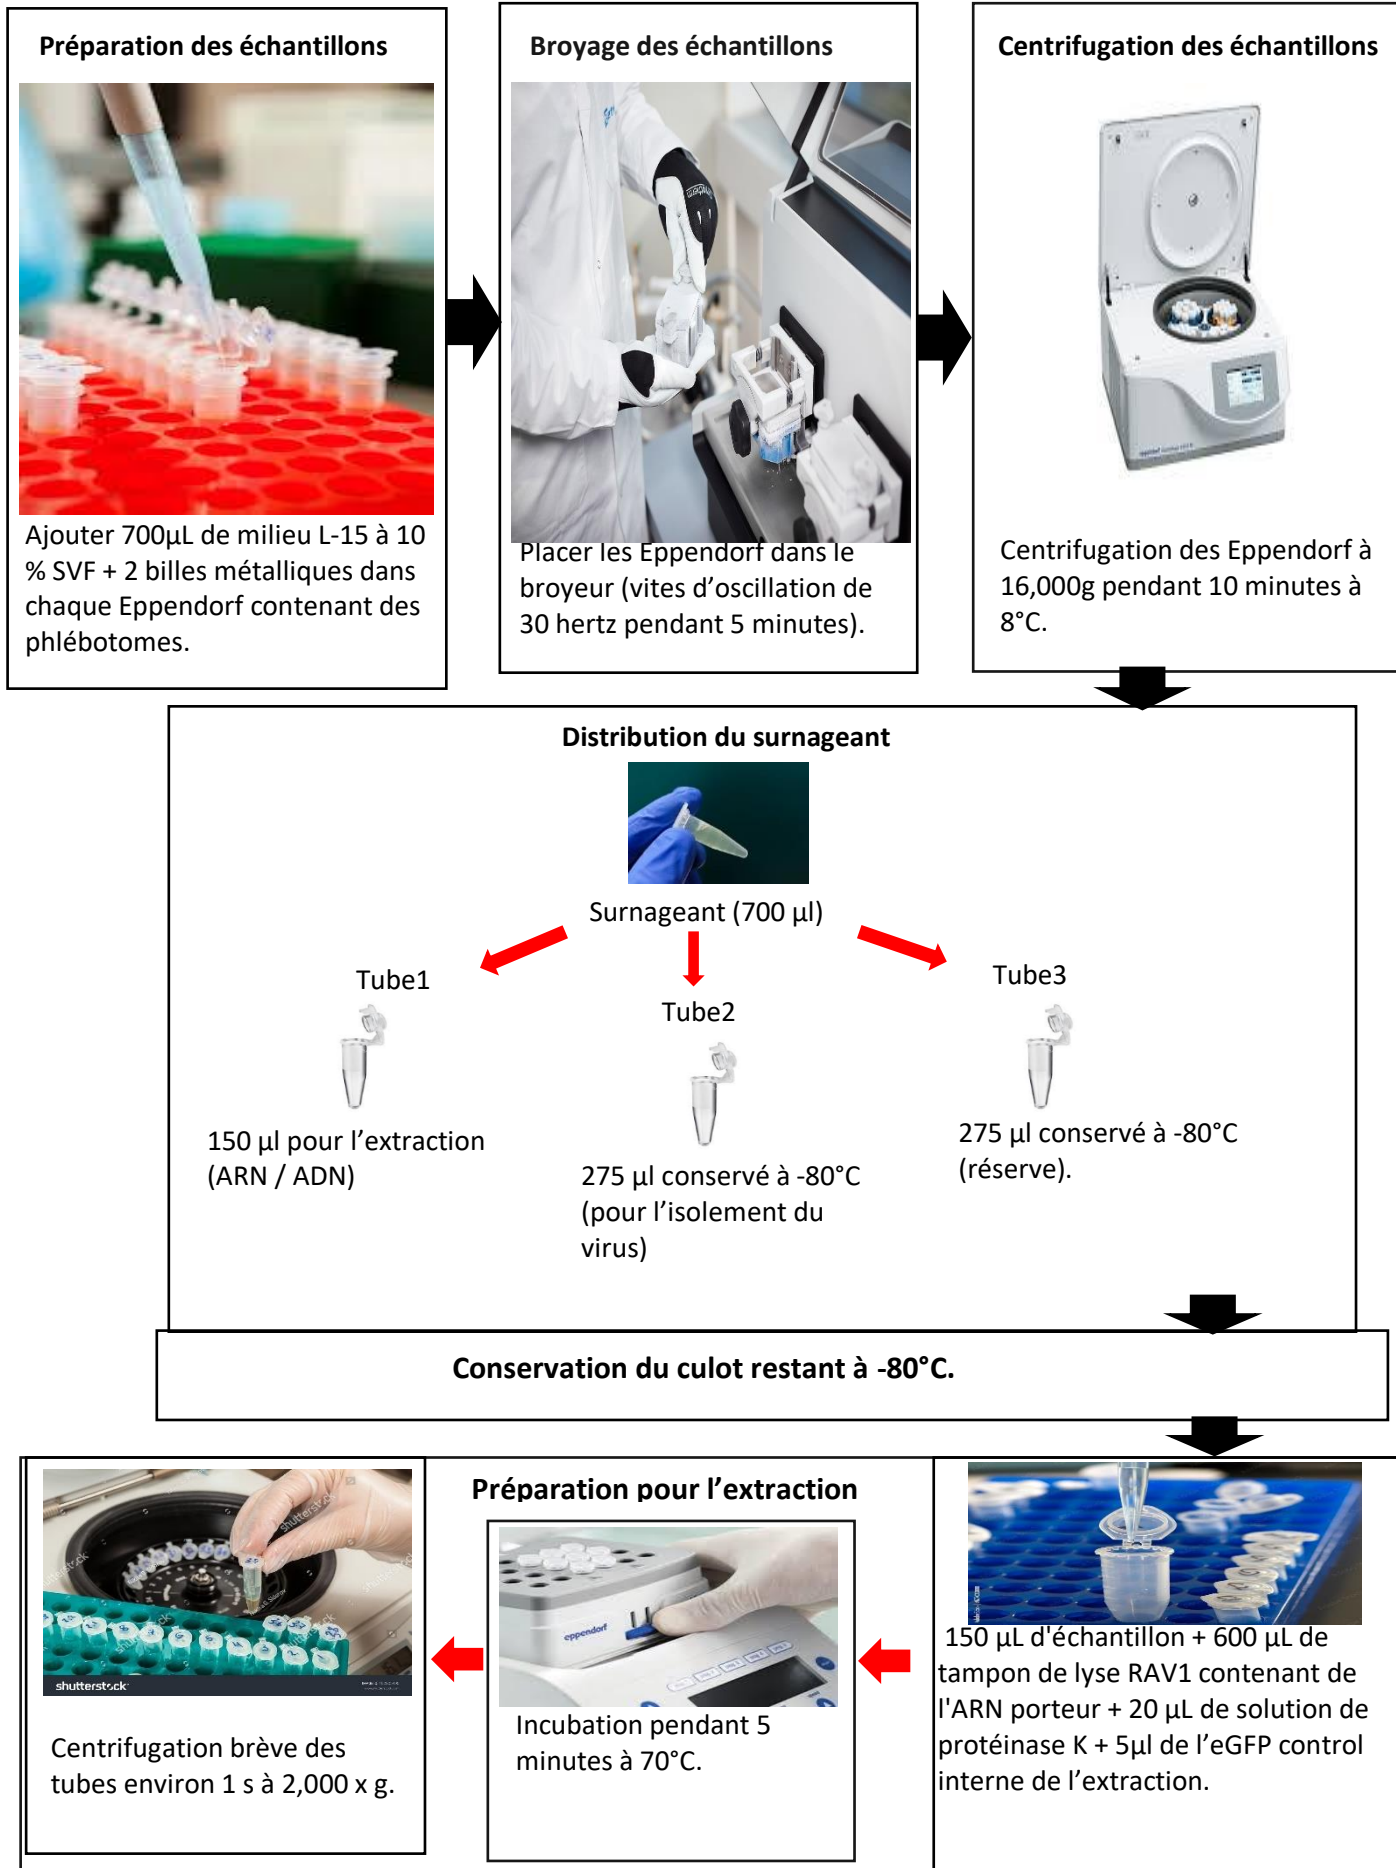 Préparation des échantillons
Ajouter 700µL de milieu L-15 à 10
% SVF + 2 billes métalliques dans
chaque Eppendorf contenant des
phlébotomes.
Broyage des échantillons
Placer les Eppendorf dans le
broyeur (vites d’oscillation de
30 hertz pendant 5 minutes).
Centrifugation des échantillons
eppendorf
Centrifugation des Eppendorf à
16,000g pendant 10 minutes à
8°C.
Distribution du surnageant
Surnageant (700 µl)
Tube1
150 µl pour l’extraction
(ARN / ADN)
Tube2
275 µl conservé à -80°C
(pour l’isolement du
virus)
Tube3
275 µl conservé à -80°C
(réserve).
Conservation du culot restant à -80°C.
Préparation pour l’extraction
150 µL d'échantillon + 600 µL de
tampon de lyse RAV1 contenant de
l'ARN porteur + 20 µL de solution de
protéinase K + 5µl de l’eGFP control
interne de l’extraction.
eppendorf
Incubation pendant 5
minutes à 70°C.
shutterstock
shutterstock
Centrifugation brève des
tubes environ 1 s à 2,000 x g.